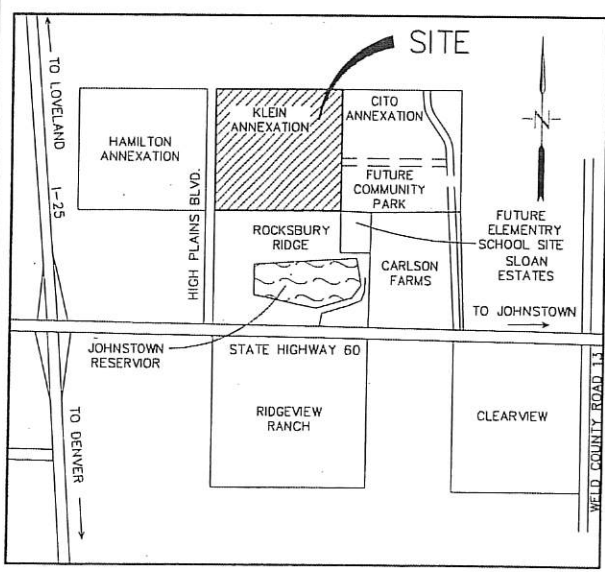 SITE
TO LOVELAND
I-25
HAMILTON
ANNEXATION
HIGH PLAINS BLVD.
KLEIN
ANNEXATION
CITO
ANNEXATION
N
FUTURE
COMMUNITY
PARK
FUTURE
ELEMENTRY
SCHOOL SITE
SLOAN
ESTATES
ROCKSBURY
RIDGE
CARLSON
FARMS
TO JOHNSTOWN
JOHNSTOWN
RESERVIOR
STATE HIGHWAY 60
TO DENVER
RIDGEVIEW
RANCH
CLEARVIEW
WELD COUNTY ROAD 13